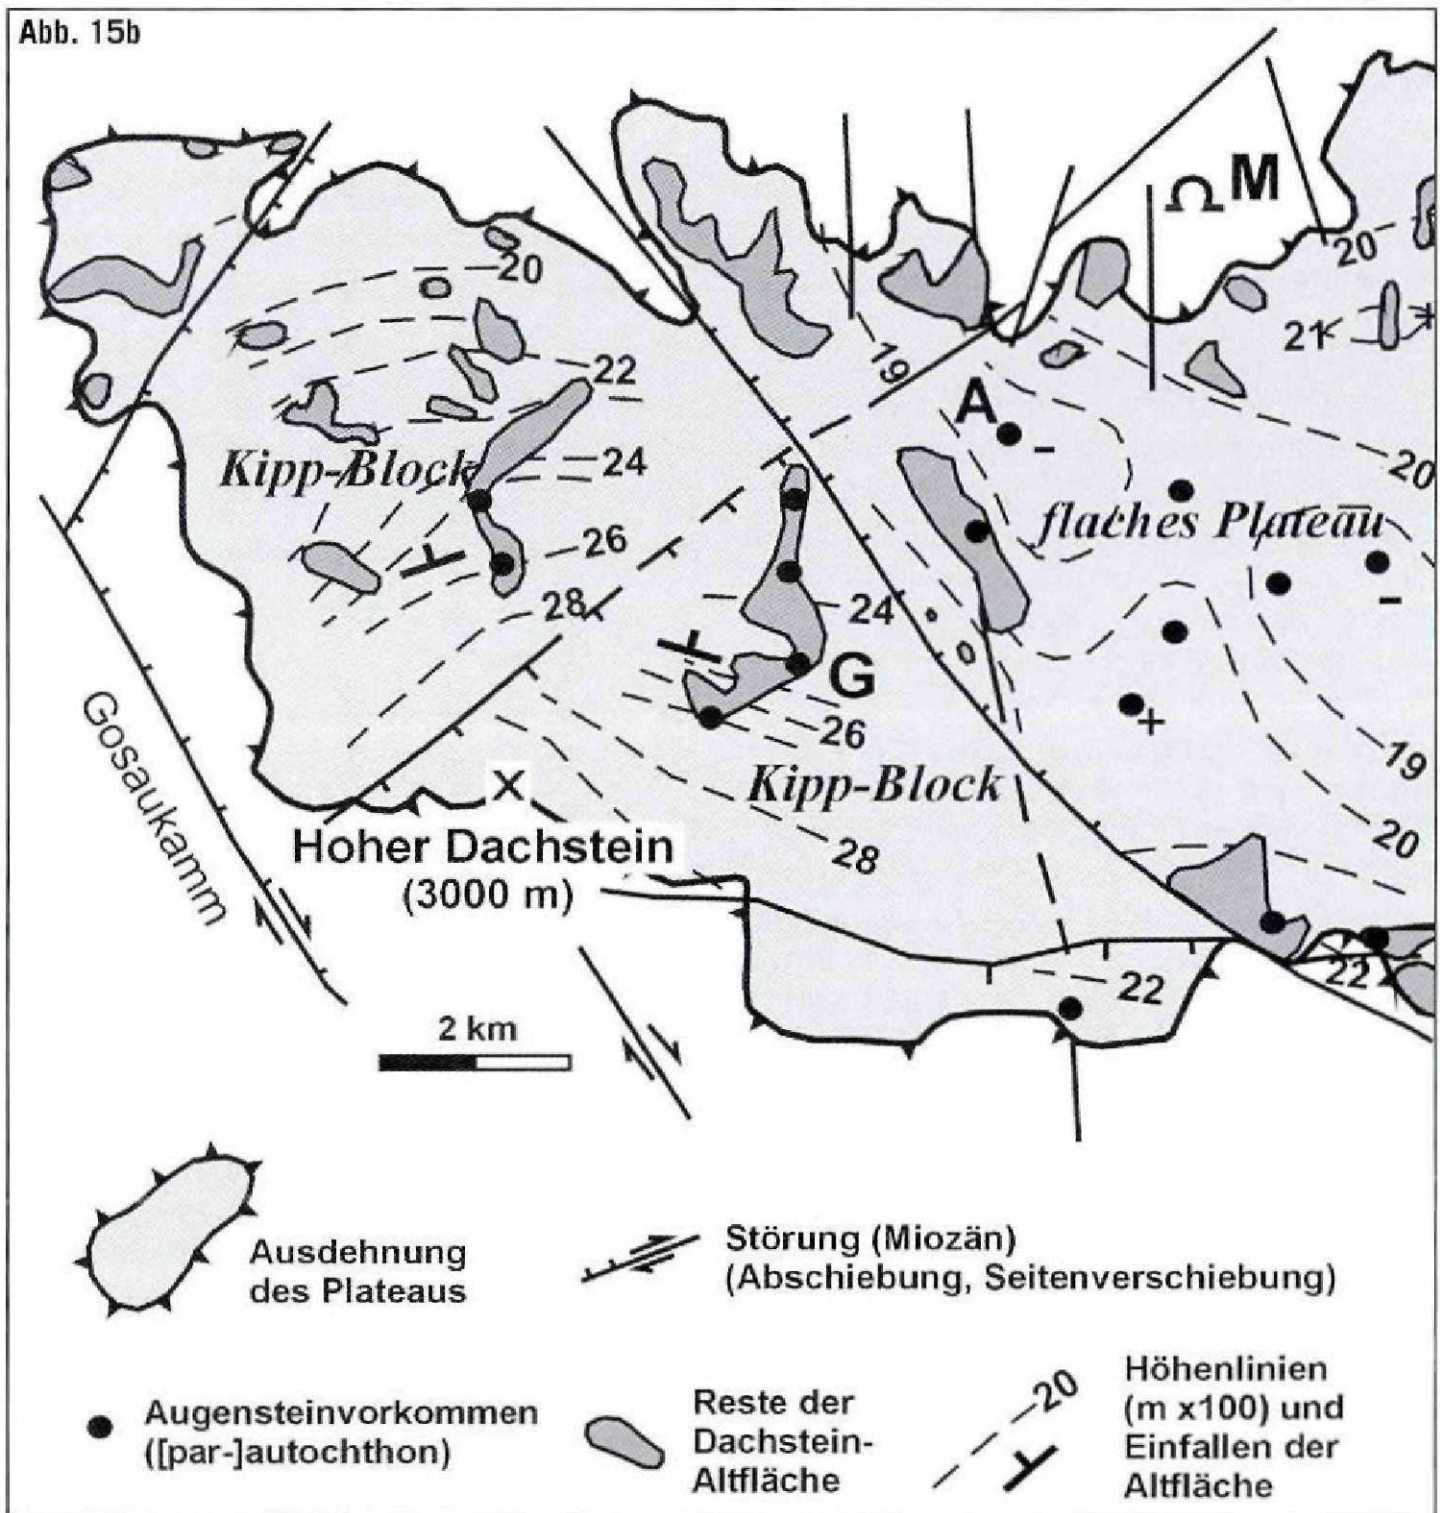 Abb. 15b
M
20
20
21
22
19
A
20
Kipp-Block
24
flaches Plateau
26
–
28
24
–
G
+
26
19
Kipp-Block
X
20
Gosaukamm
Hoher Dachstein
28
(3000 m)
22
22
2 km
Ausdehnung
des Plateaus
Störung (Miozän)
(Abschiebung, Seitenverschiebung)
Augensteinvorkommen
([par-]autochthon)
Reste der
Dachstein-
Altfläche
20
Höhenlinien
(m x100) und
Einfallen der
Altfläche